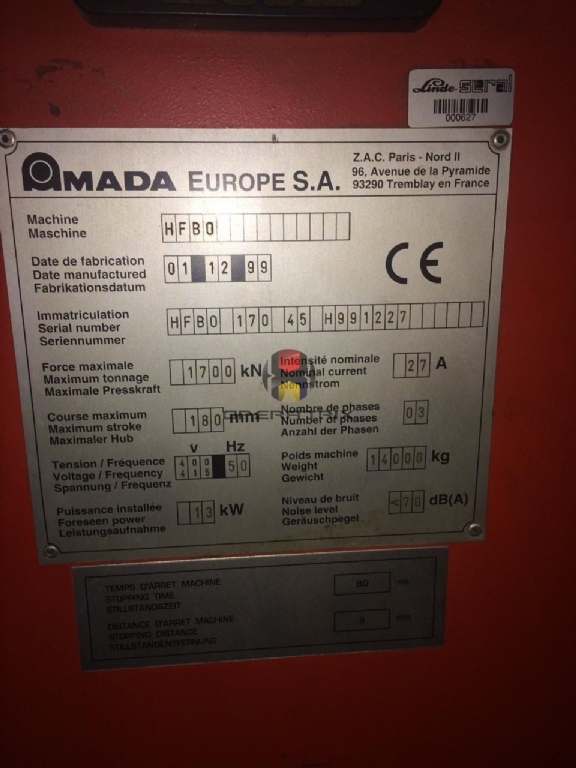 Linde seral
000627
AMADA EUROPE S.A.
Z.A.C. Paris - Nord II
96, Avenue de la Pyramide
93290 Tremblay en France
Machine
Maschine
HFBO
Date de fabrication
Date manufactured
Fabrikationsdatum
01 12 99
Immatriculation
Serial number
Seriennummer
HFBO 170 45 H991227
Force maximale
Maximum tonnage
Maximale Presskraft
1700 kN
Intensité nominale
Nominal current
Nennstrom
27 A
Course maximum
Maximum stroke
Maximaler Hub
180 mm
Nombre de phases
Number of phases
Anzahl der Phasen
03
V Hz
Tension / Fréquence
Voltage / Frequency
Spannung / Frequenz
400
415
50
Poids machine
Weight
Gewicht
14000 kg
Puissance installée
Foreseen power
Leistungsaufnahme
13 kW
Niveau de bruit
Noise level
Geräuschpegel
<70 dB(A)
TEMPS D'ARRET MACHINE
STOPPING TIME
STILLSTANDSZEIT
80 ms
DISTANCE D'ARRET MACHINE
STOPPING DISTANCE
STILLSTANDENTFERNUNG
9 mm